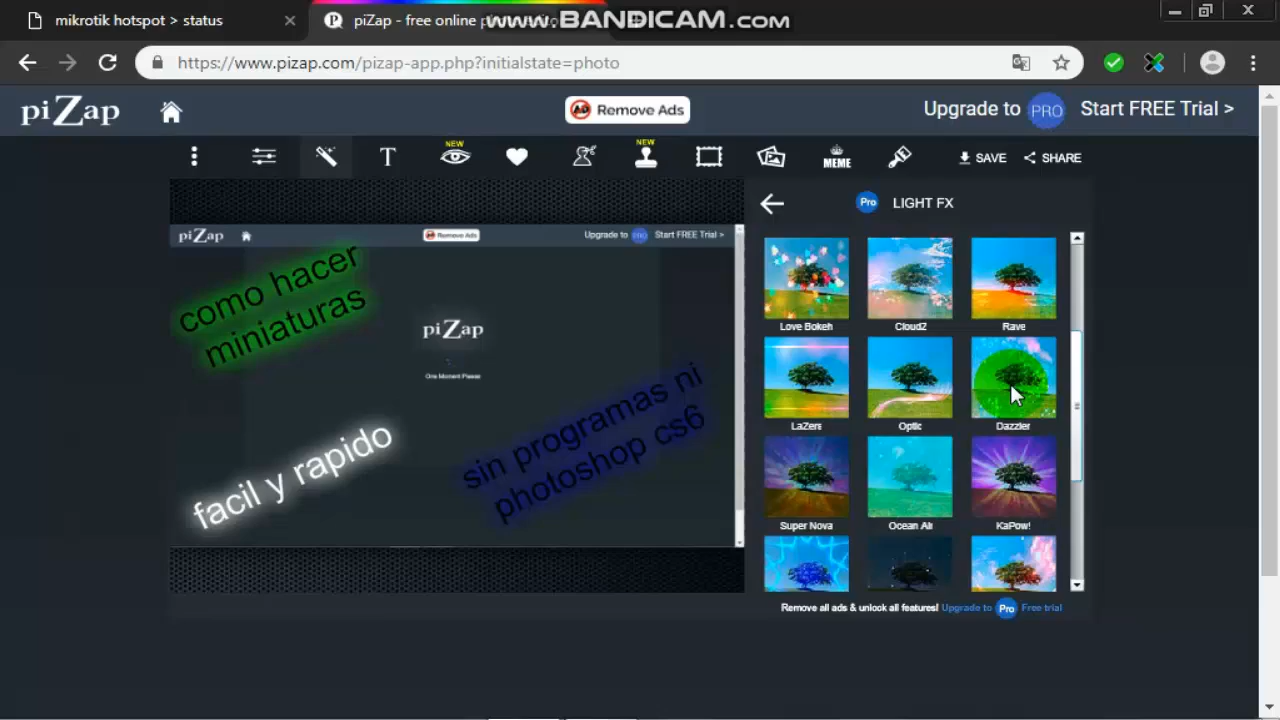 mikrotik hotspot > status
piZap - free online photo edito
www.BANDICAM.com
https://www.pizap.com/pizap-app.php?initialstate=photo
piZap
Remove Ads
Upgrade to PRO Start FREE Trial >
NEW
NEW
T
MEME
SAVE
SHARE
Pro LIGHT FX
piZap
Remove Ads
Upgrade to PRO Start FREE Trial >
como hacer
miniaturas
piZap
One Moment Please
sin programas ni
photoshop cs6
facil y rapido
Love Bokeh
CloudZ
Rave
LaZers
Optic
Dazzler
Super Nova
Ocean Air
KaPow!
Remove all ads & unlock all features! Upgrade to Pro Free trial